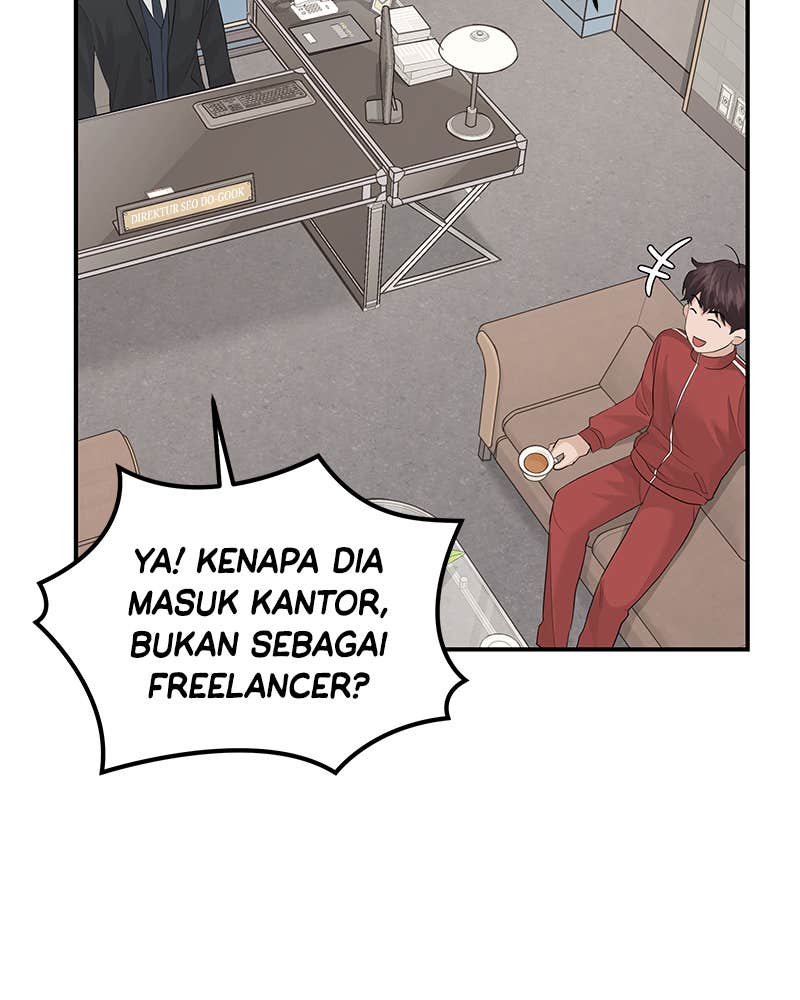 DIREKTUR SEO DO-GOOK
YA! KENAPA DIA
MASUK KANTOR,
BUKAN SEBAGAI
FREELANCER?